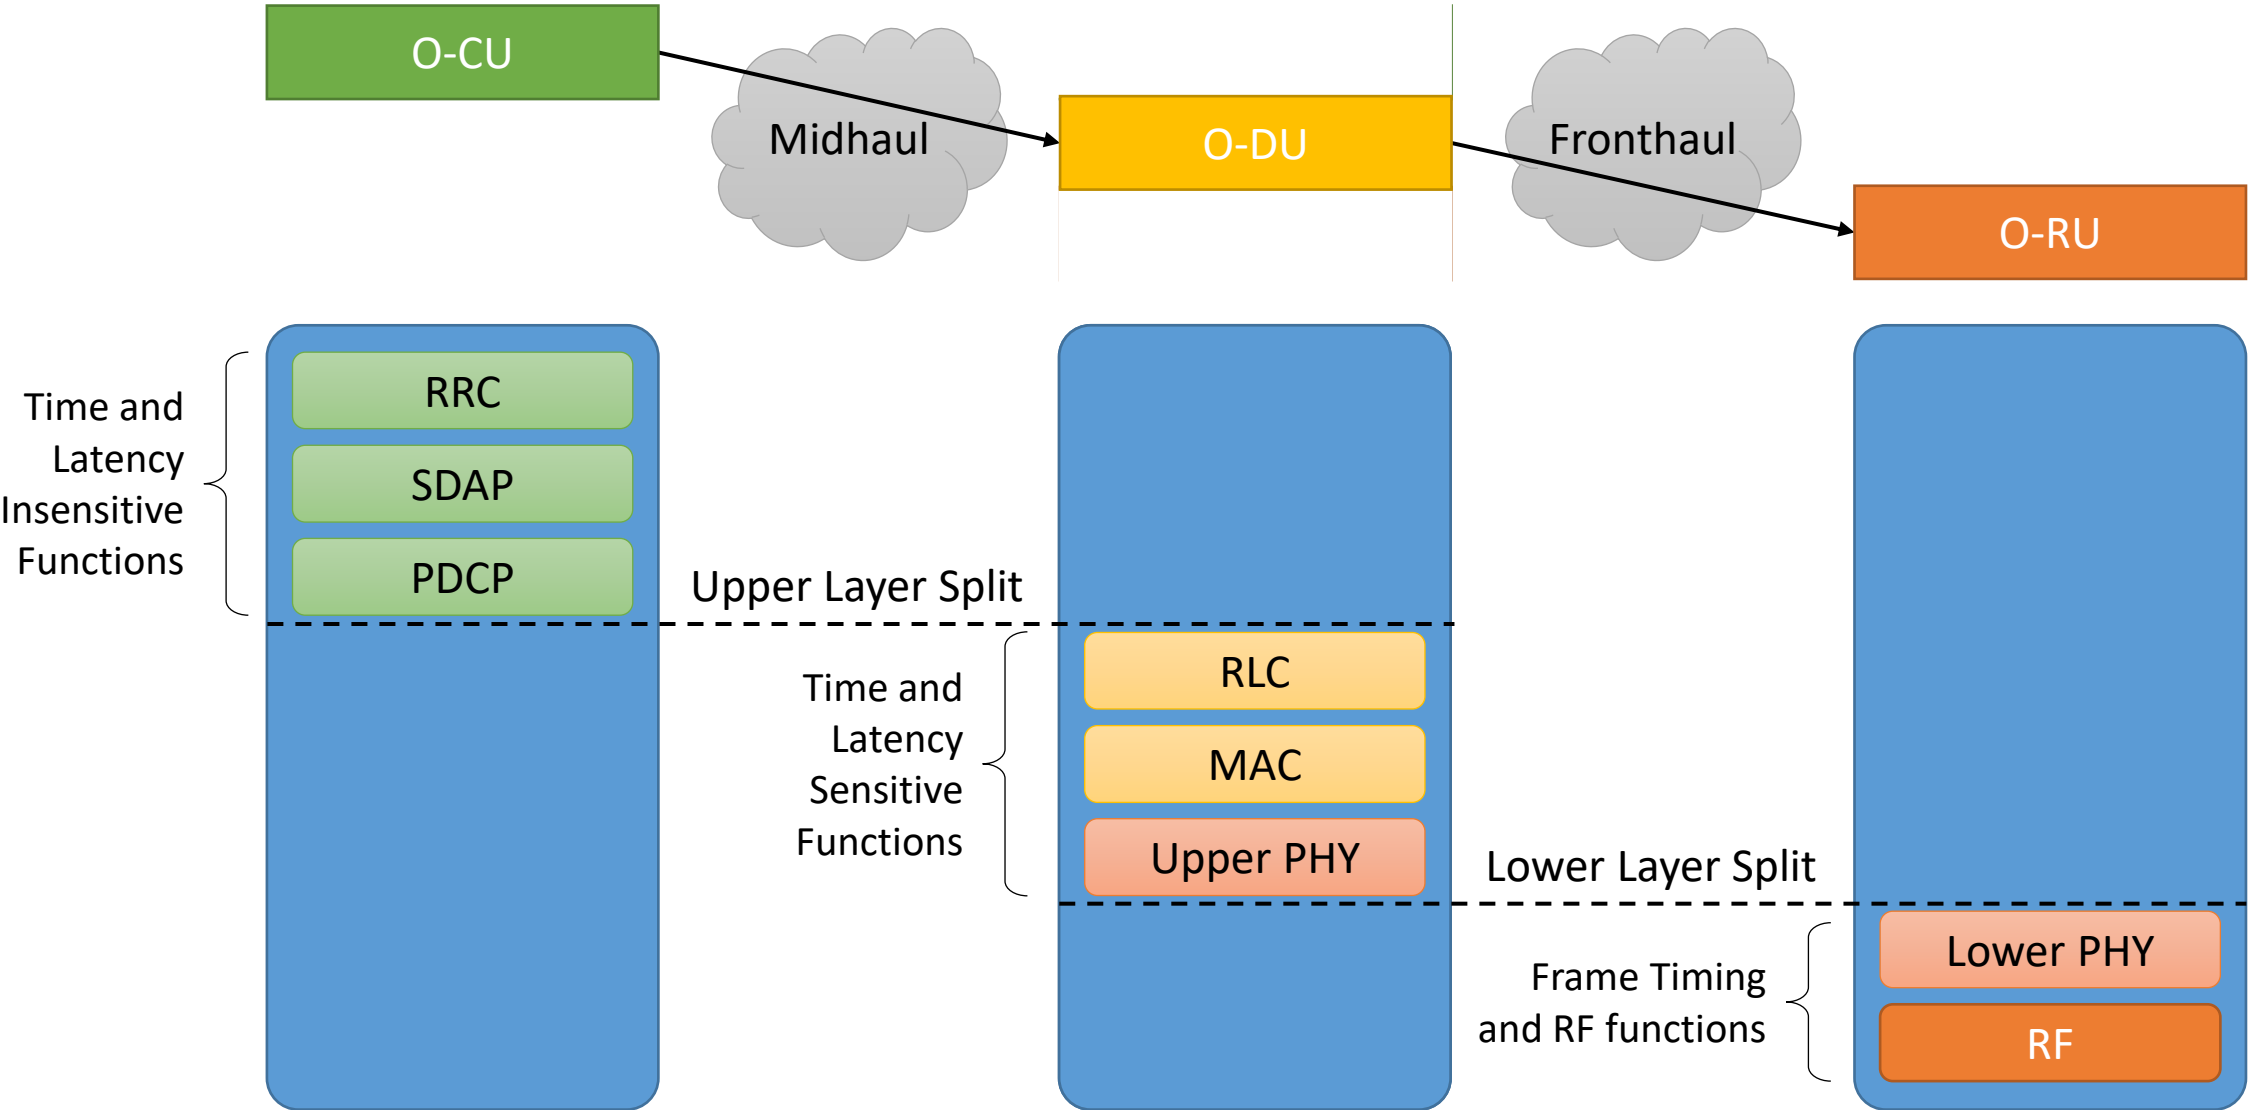 O-CU
Midhaul
O-DU
Fronthaul
O-RU
Time and
Latency
Insensitive
Functions
RRC
SDAP
PDCP
Upper Layer Split
Time and
Latency
Sensitive
Functions
RLC
MAC
Upper PHY
Lower Layer Split
Frame Timing
and RF functions
Lower PHY
RF